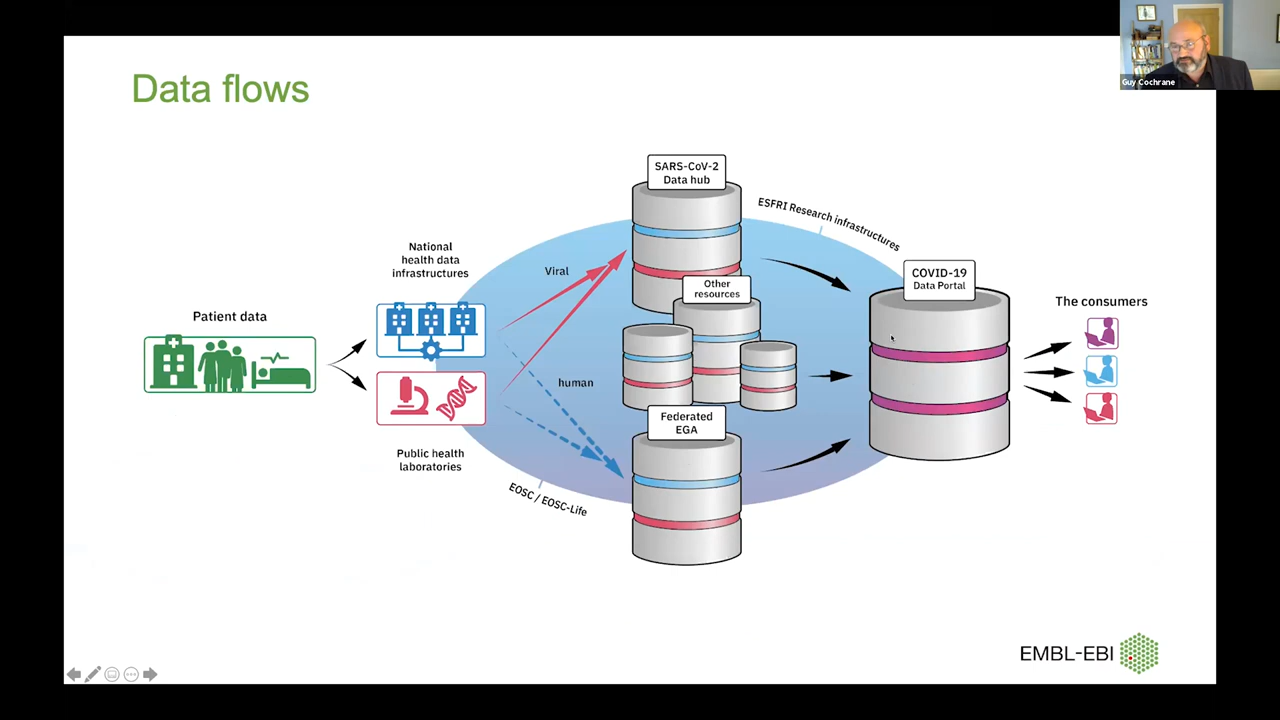 Data flows
Guy Cochrane
SARS-CoV-2
Data hub
ESFRI Research infrastructures
National
health data
infrastructures
Viral
Other
resources
COVID-19
Data Portal
The consumers
Patient data
human
Federated
EGA
Public health
laboratories
EOSC / EOSC-Life
EMBL-EBI